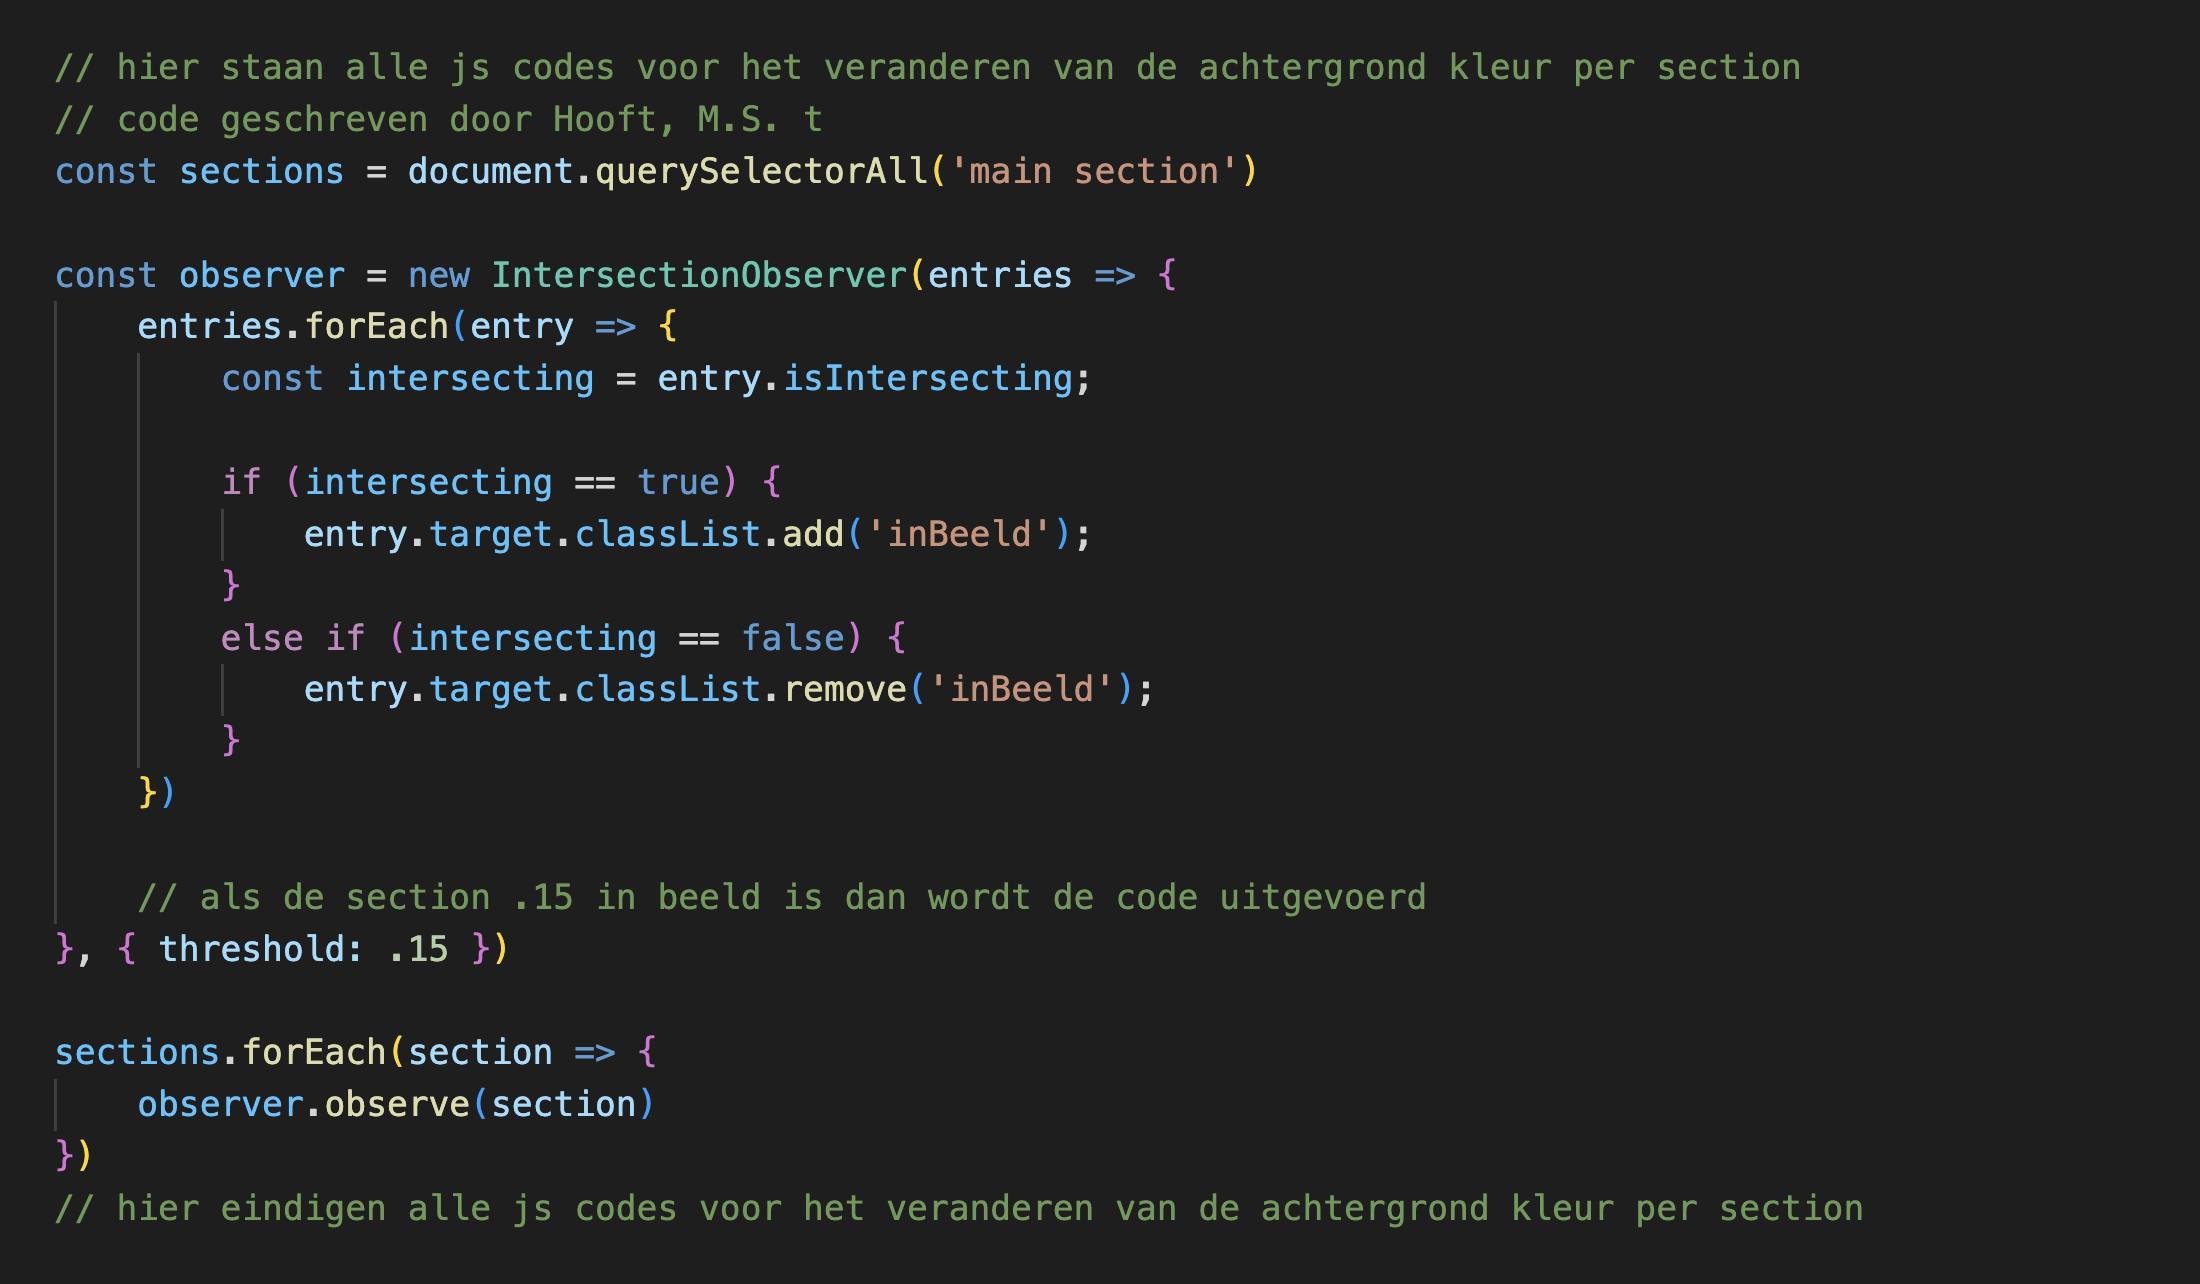 // hier staan alle js codes voor het veranderen van de achtergrond kleur per section
// code geschreven door Hooft, M.S. t
const sections = document.querySelectorAll('main section')
const observer = new IntersectionObserver(entries => {
entries.forEach(entry => {
const intersecting = entry.isIntersecting;
if (intersecting == true) {
entry.target.classList.add('inBeeld');
}
else if (intersecting == false) {
entry.target.classList.remove('inBeeld');
}
})
// als de section .15 in beeld is dan wordt de code uitgevoerd
}, { threshold: .15 })
sections.forEach(section => {
observer.observe(section)
})
// hier eindigen alle js codes voor het veranderen van de achtergrond kleur per section